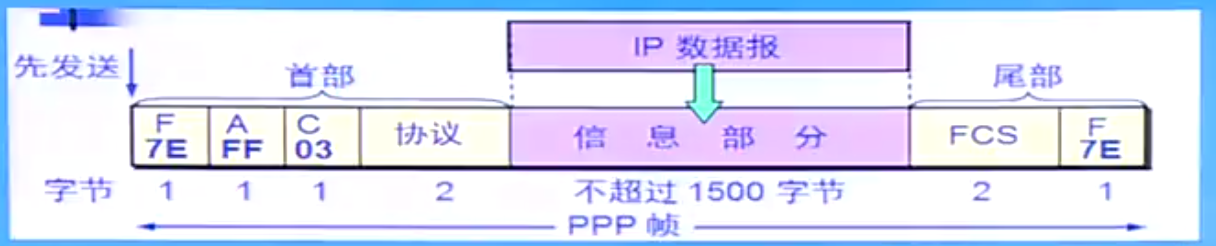 IP 数据报
先发送
首部
尾部
F A C 协议 信息部分 FCS F
7E FF 03 7E
字节 1 1 1 2 不超过 1500 字节 2 1
PPP 帧